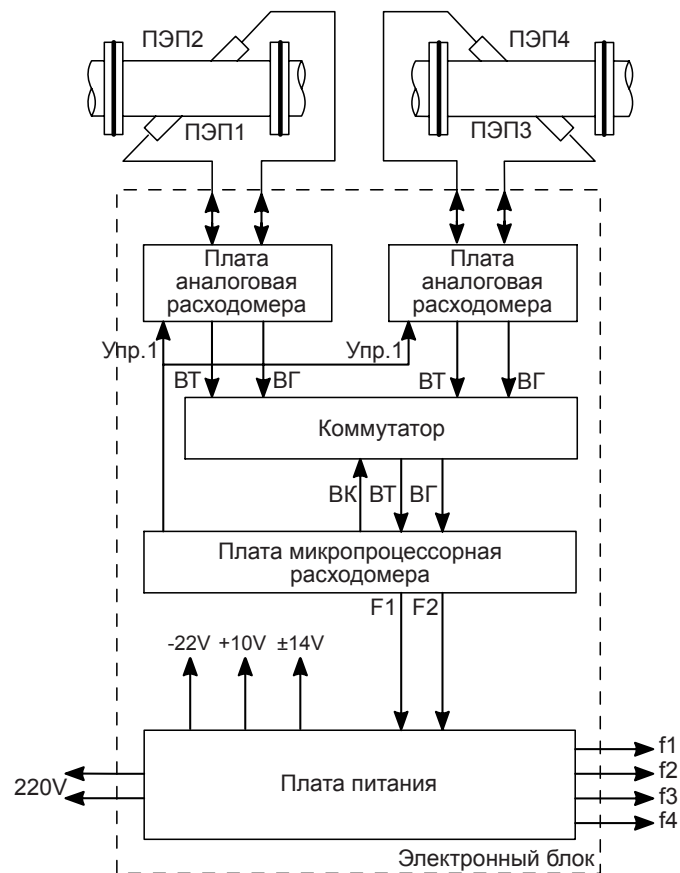 ПЭП2
ПЭП4
ПЭП1
ПЭП3
Плата
аналоговая
расходомера
Плата
аналоговая
расходомера
Упр.1
Упр.1
ВТ
ВГ
ВТ
ВГ
Коммутатор
ВК
ВТ
ВГ
Плата микропроцессорная
расходомера
F1
F2
-22V
+10V
±14V
220V
Плата питания
f1
f2
f3
f4
Электронный блок